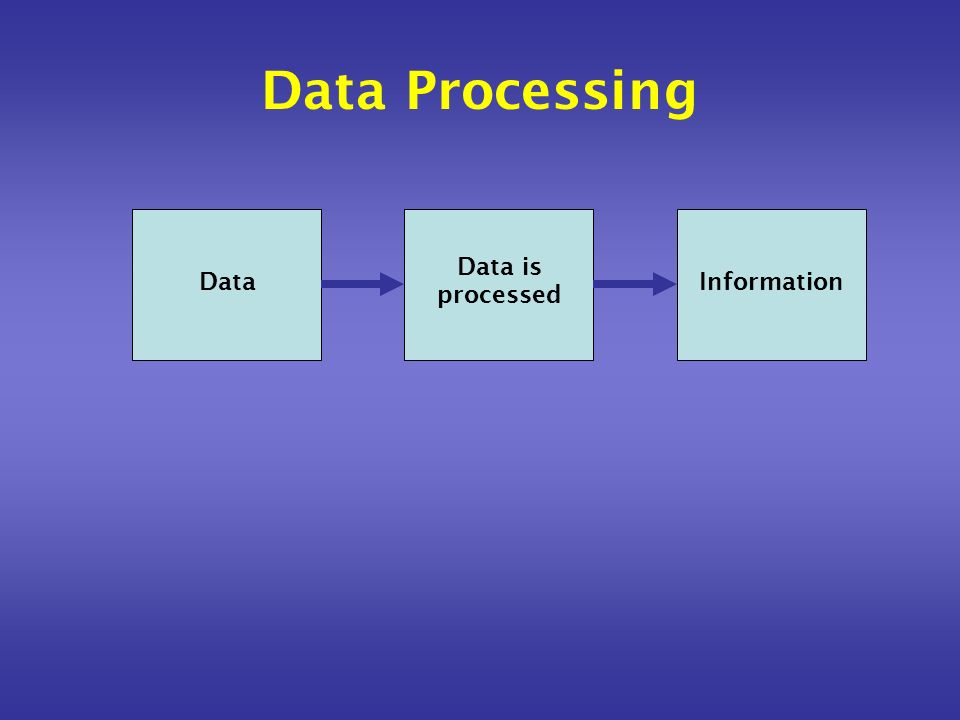 Data Processing
Data
Data is
processed
Information